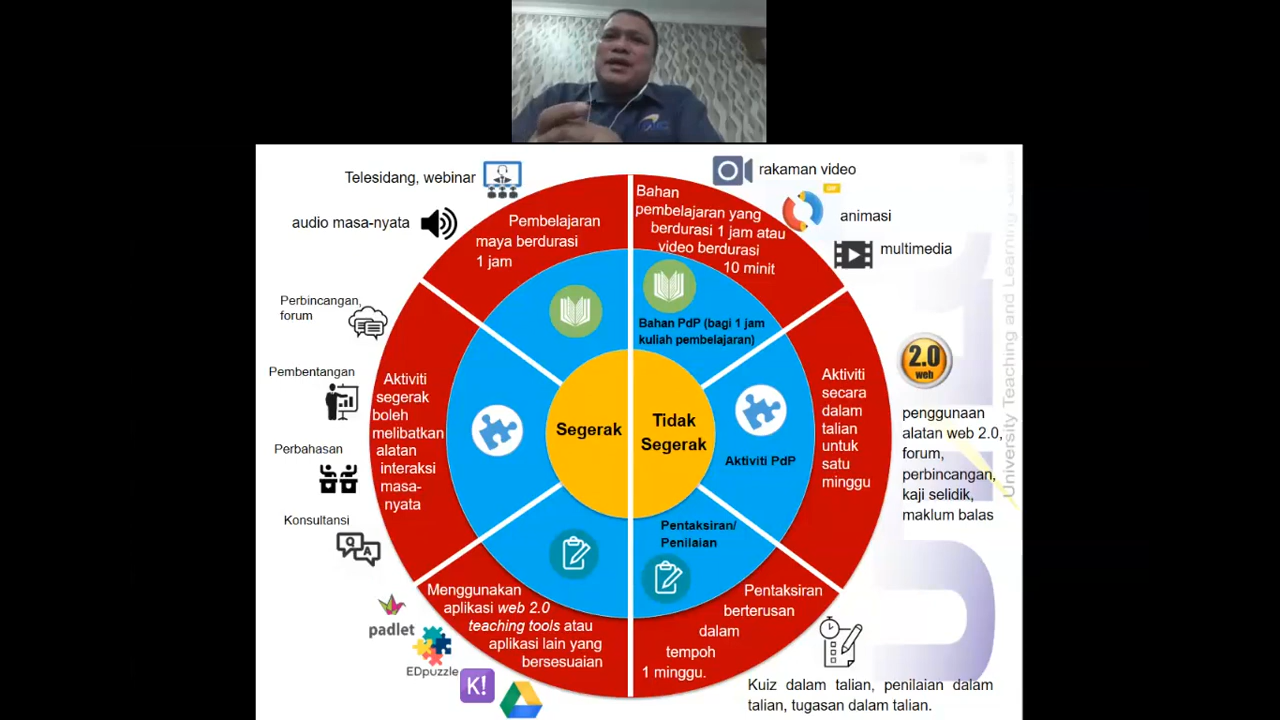 Telesidang, webinar
audio masa-nyata
Pembelajaran
maya berdurasi
1 jam
Bahan
pembelajaran yang
berdurasi 1 jam atau
video berdurasi
10 minit
rakaman video
animasi
multimedia
Perbincangan,
forum
Pembentangan
Perbahasan
Konsultansi
Q
A
Aktiviti
segerak
boleh
melibatkan
alatan
interaksi
masa-
nyata
Bahan PdP (bagi 1 jam
kuliah pembelajaran)
Segerak
Tidak
Segerak
Aktiviti PdP
Aktiviti
secara
dalam
talian
untuk
satu
minggu
2.0
web
penggunaan
alatan web 2.0,
forum,
perbincangan,
kaji selidik,
maklum balas
Pentaksiran/
Penilaian
Menggunakan
aplikasi web 2.0
teaching tools atau
aplikasi lain yang
bersesuaian
padlet
EDpuzzle
K!
Pentaksiran
berterusan
dalam
tempoh
1 minggu.
Kuiz dalam talian, penilaian dalam
talian, tugasan dalam talian.
University Teaching and Learning